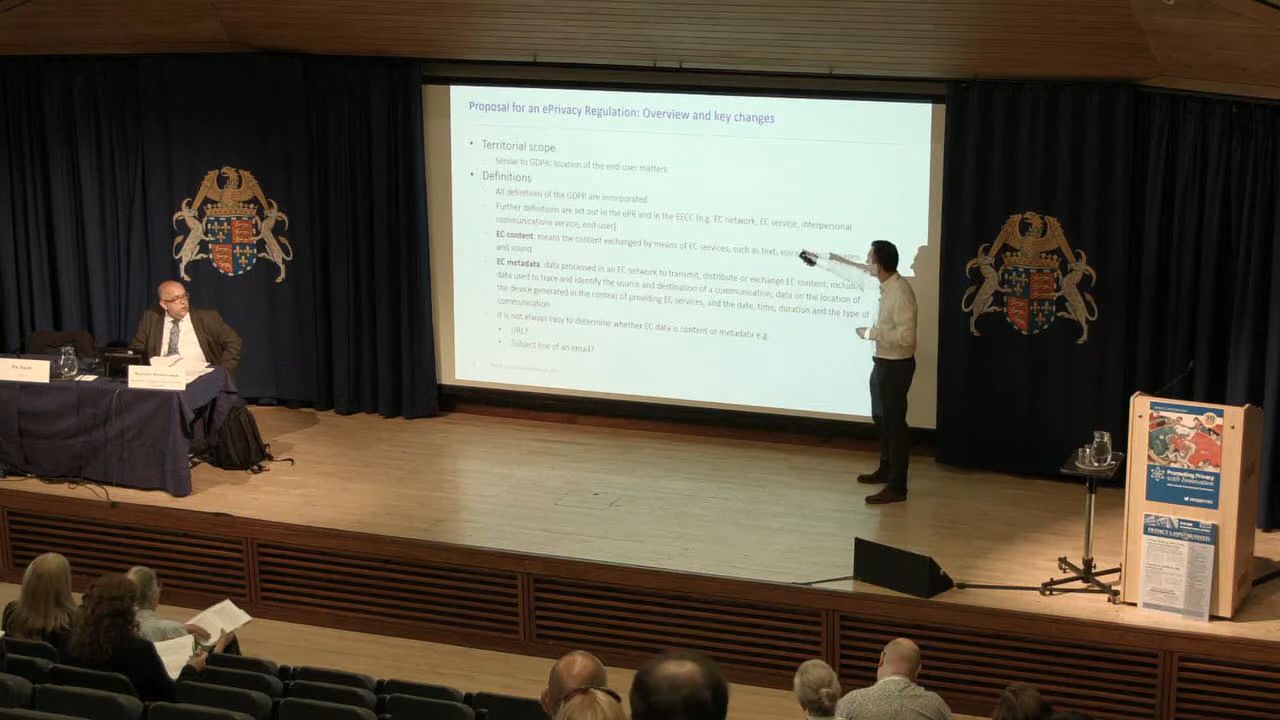 Proposal for an ePrivacy Regulation: Overview and key changes
• Territorial scope
- Similar to GDPR: location of the end-user matters
• Definitions
- All definitions of the GDPR are incorporated
- Further definitions are set out in the ePR and in the EECC (e.g. EC network, EC service, interpersonal
communications service, end-user)
- EC content: means the content exchanged by means of EC services, such as text, voice
and sound
- EC metadata: data processed in an EC network to transmit, distribute or exchange EC content; including
data used to trace and identify the source and destination of a communication, data on the location of
the device generated in the context of providing EC services, and the date, time, duration and the type of
communication
- It is not always easy to determine whether EC data is content or metadata e.g.
• URL?
• Subject line of an email?
Promoting Privacy
with Innovation
PRIVACY LAWS & BUSINESS